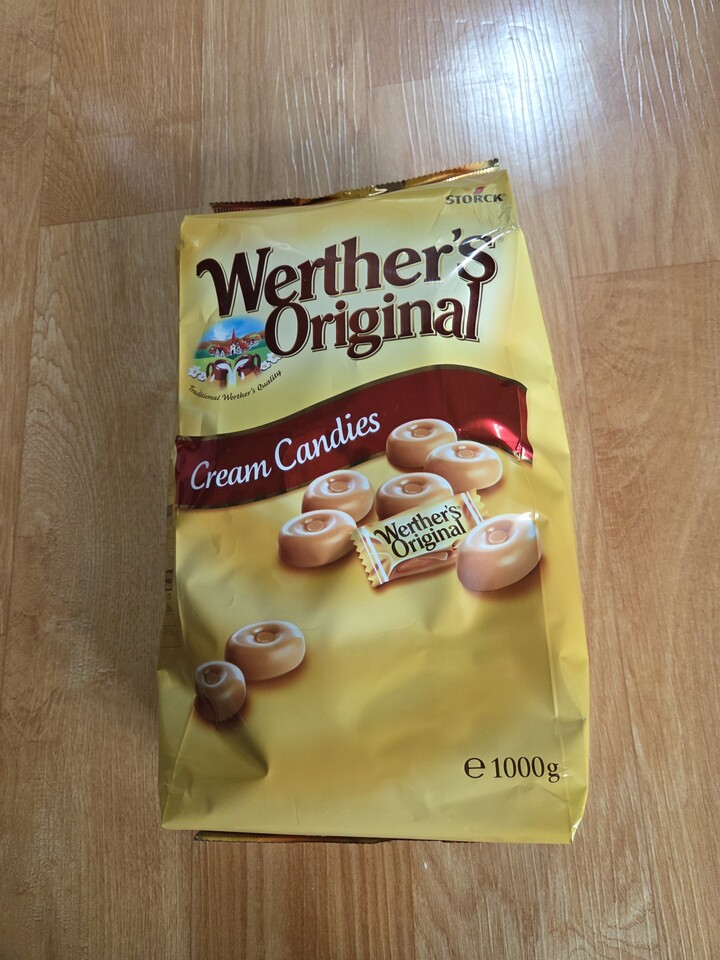 STORCK
Werther's
Original
Traditional Werther's Quality
Cream Candies
Werther's
Original
℮ 1000g